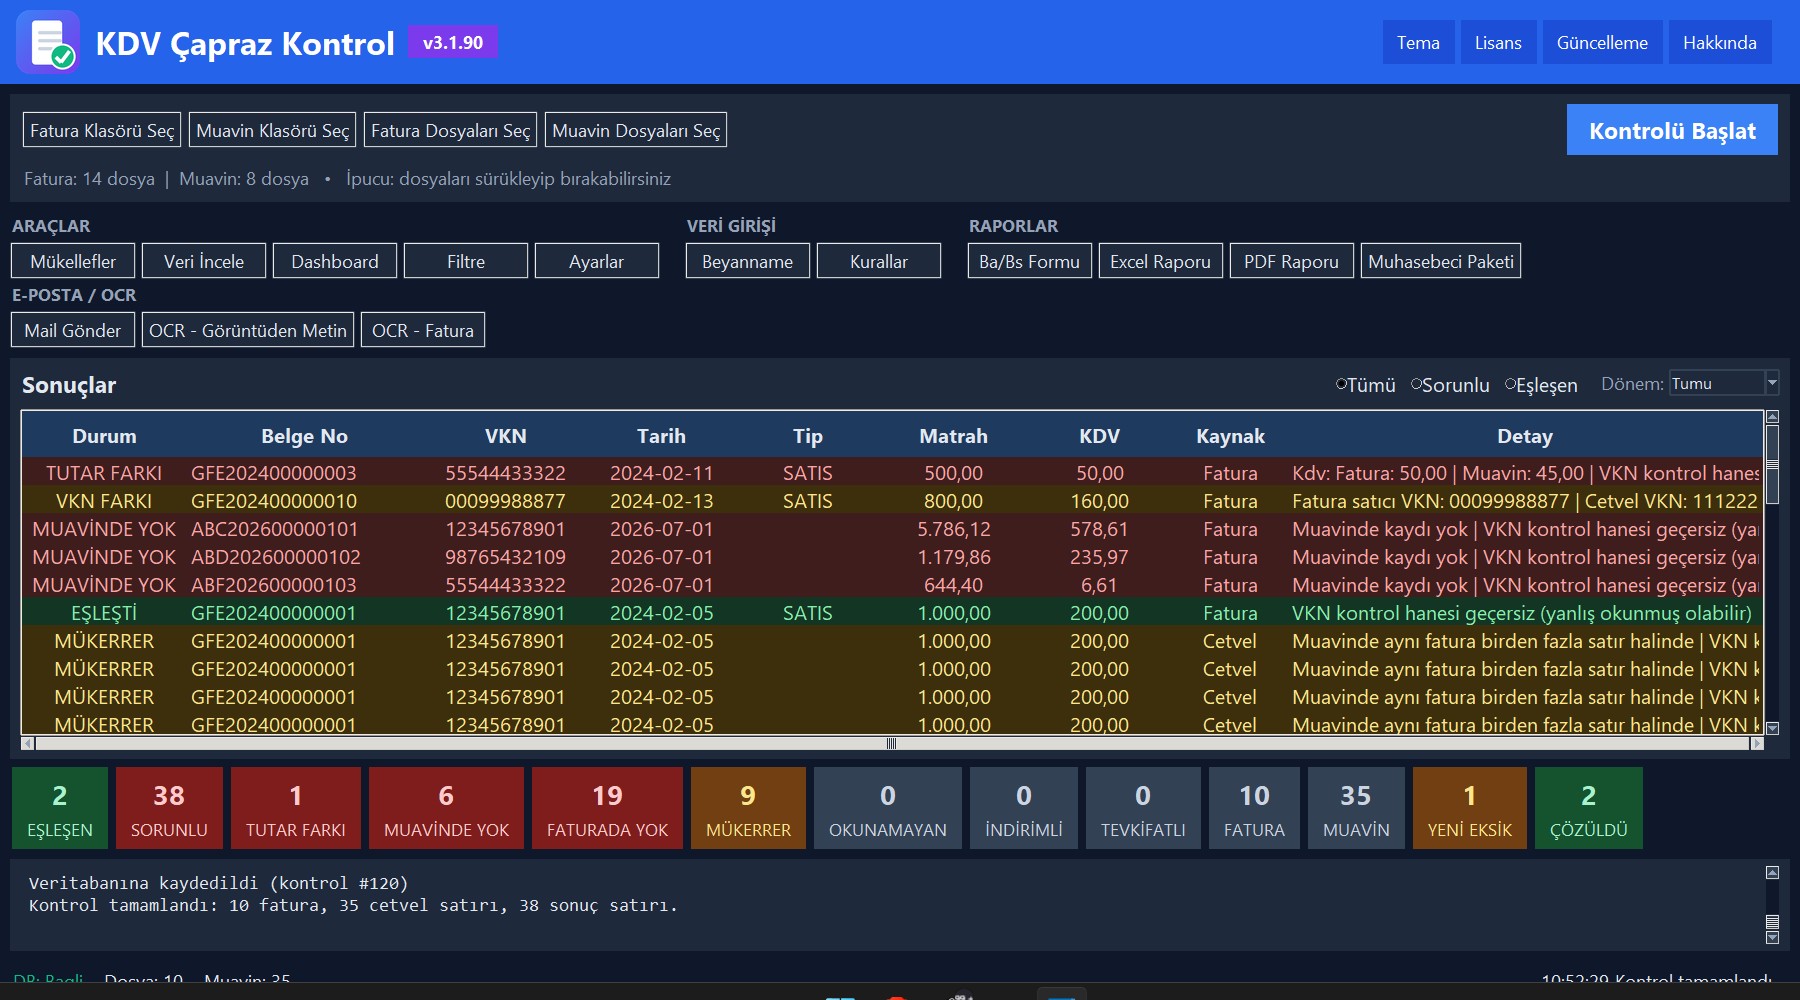 KDV Çapraz Kontrol v3.1.90 Tema Lisans Güncelleme Hakkında
Fatura Klasörü Seç Muavin Klasörü Seç Fatura Dosyaları Seç Muavin Dosyaları Seç Kontrolü Başlat
Fatura: 14 dosya | Muavin: 8 dosya • İpucu: dosyaları sürükleyip bırakabilirsiniz
ARAÇLAR VERİ GİRİŞİ RAPORLAR
Mükellefler Veri İncele Dashboard Filtre Ayarlar Beyanname Kurallar Ba/Bs Formu Excel Raporu PDF Raporu Muhasebeci Paketi
E-POSTA / OCR
Mail Gönder OCR - Görüntüden Metin OCR - Fatura
Sonuçlar Tümü Sorunlu Eşleşen Dönem: Tumu
Durum Belge No VKN Tarih Tip Matrah KDV Kaynak Detay
TUTAR FARKI GFE202400000003 55544433322 2024-02-11 SATIS 500,00 50,00 Fatura Kdv: Fatura: 50,00 | Muavin: 45,00 | VKN kontrol hanes
VKN FARKI GFE202400000010 00099988877 2024-02-13 SATIS 800,00 160,00 Fatura Fatura satıcı VKN: 00099988877 | Cetvel VKN: 111222
MUAVİNDE YOK ABC202600000101 12345678901 2026-07-01 5.786,12 578,61 Fatura Muavinde kaydı yok | VKN kontrol hanesi geçersiz (ya
MUAVİNDE YOK ABD202600000102 98765432109 2026-07-01 1.179,86 235,97 Fatura Muavinde kaydı yok | VKN kontrol hanesi geçersiz (ya
MUAVİNDE YOK ABF202600000103 55544433322 2026-07-01 644,40 6,61 Fatura Muavinde kaydı yok | VKN kontrol hanesi geçersiz (ya
EŞLEŞTİ GFE202400000001 12345678901 2024-02-05 SATIS 1.000,00 200,00 Fatura VKN kontrol hanesi geçersiz (yanlış okunmuş olabilir)
MÜKERRER GFE202400000001 12345678901 2024-02-05 1.000,00 200,00 Cetvel Muavinde aynı fatura birden fazla satır halinde | VKN k
MÜKERRER GFE202400000001 12345678901 2024-02-05 1.000,00 200,00 Cetvel Muavinde aynı fatura birden fazla satır halinde | VKN k
MÜKERRER GFE202400000001 12345678901 2024-02-05 1.000,00 200,00 Cetvel Muavinde aynı fatura birden fazla satır halinde | VKN k
MÜKERRER GFE202400000001 12345678901 2024-02-05 1.000,00 200,00 Cetvel Muavinde aynı fatura birden fazla satır halinde | VKN k
2 38 1 6 19 9 0 0 0 10 35 1 2
EŞLEŞEN SORUNLU TUTAR FARKI MUAVİNDE YOK FATURADA YOK MÜKERRER OKUNAMAYAN İNDİRİMLİ TEVKİFATLI FATURA MUAVİN YENİ EKSİK ÇÖZÜLDÜ
Veritabanına kaydedildi (kontrol #120)
Kontrol tamamlandı: 10 fatura, 35 cetvel satırı, 38 sonuç satırı.
DB: Bagli Dosya: 10 Muavin: 35 10:52:29 Kontrol tamamlandı